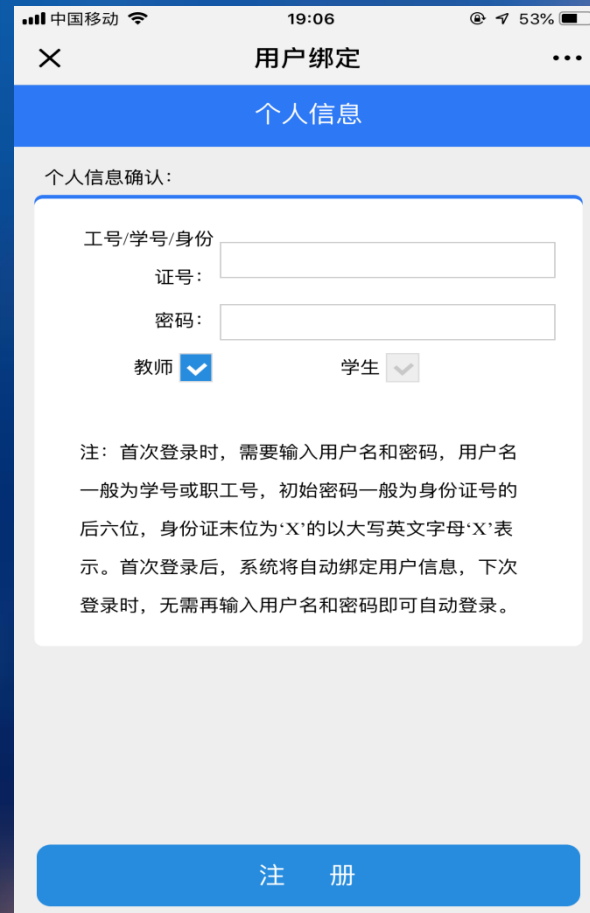 中国移动 19:06 53%
用户绑定
个人信息
个人信息确认：
工号/学号/身份
证号：
密码：
教师 学生
注：首次登录时，需要输入用户名和密码，用户名
一般为学号或职工号，初始密码一般为身份证号的
后六位，身份证末位为‘X’的以大写英文字母‘X’表
示。首次登录后，系统将自动绑定用户信息，下次
登录时，无需再输入用户名和密码即可自动登录。
注 册